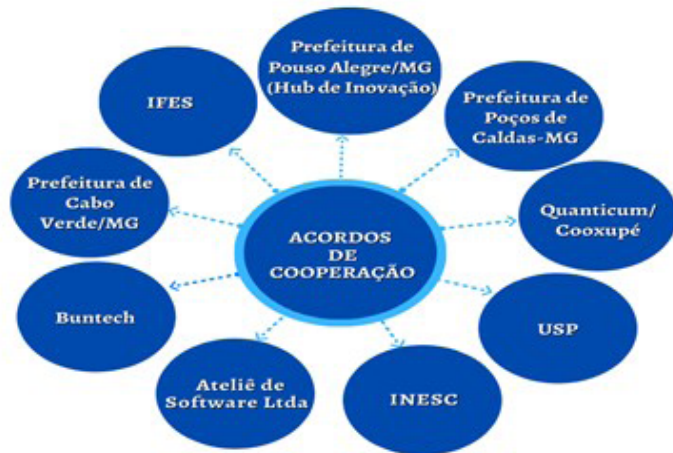 Prefeitura de
Pouso Alegre/MG
(Hub de Inovação)
IFES
Prefeitura de
Poços de
Caldas-MG
Prefeitura de
Cabo
Verde/MG
Quanticum/
Cooxupé
ACORDOS
DE
COOPERAÇÃO
Buntech
USP
Ateliê de
Software Ltda
INESC